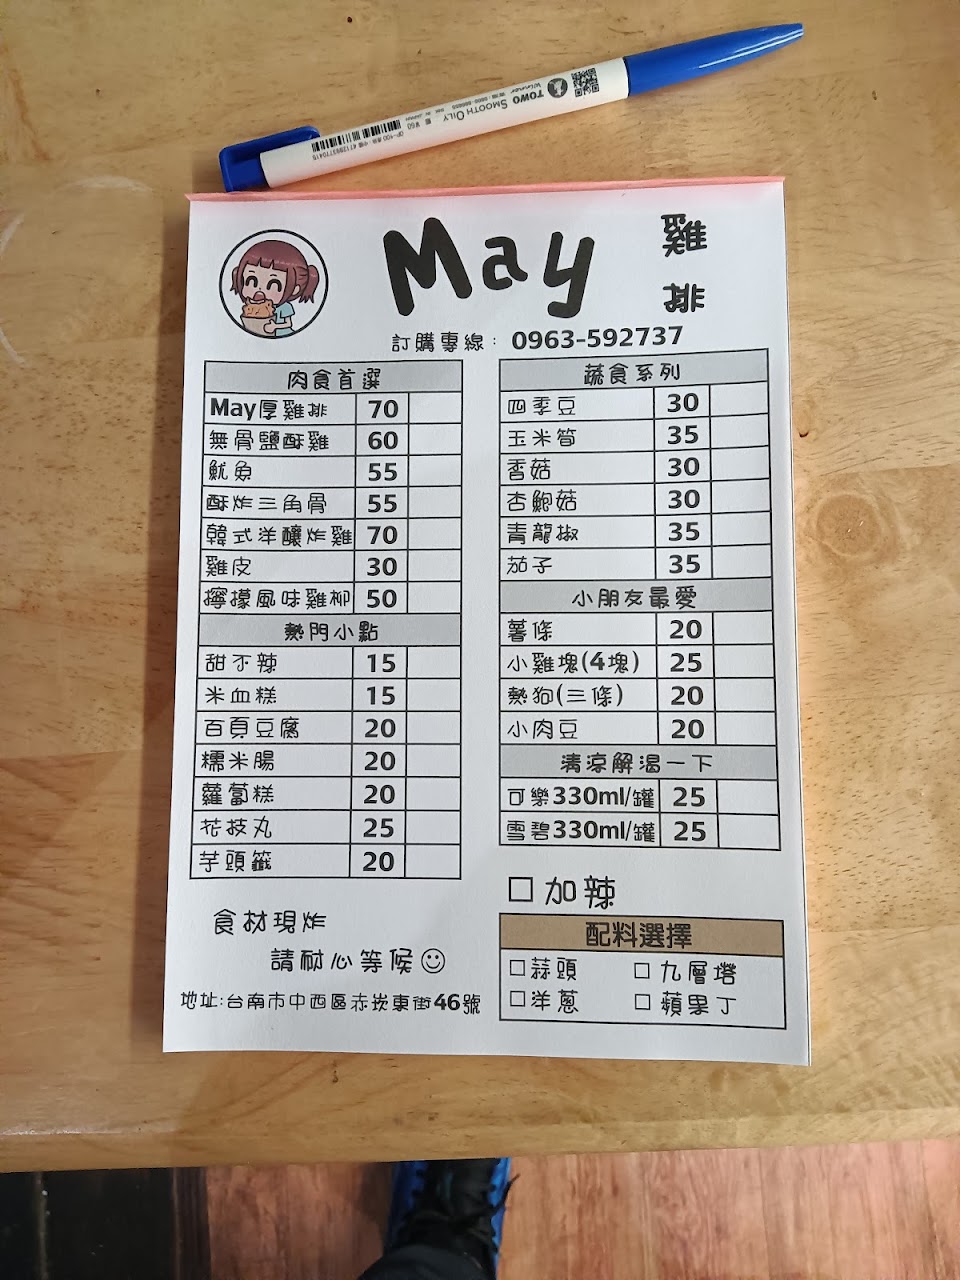 TOWO SMOOTH OILY
May 雞排
訂購專線: 0963-592737
肉食首選
May厚雞排 70
無骨鹽酥雞 60
魷魚 55
酥炸三角骨 55
韓式洋釀炸雞 70
雞皮 30
檸檬風味雞柳 50
熱門小點
甜不辣 15
米血糕 15
百頁豆腐 20
糯米腸 20
蘿蔔糕 20
花技丸 25
芋頭籤 20
食材現炸
請耐心等候
地址:台南市中西區赤崁東街46號
蔬食系列
四季豆 30
玉米筍 35
香菇 30
杏鮑菇 30
青龍椒 35
茄子 35
小朋友最愛
薯條 20
小雞塊(4塊) 25
熱狗(三條) 20
小肉豆 20
清涼解渴一下
可樂330ml/罐 25
雪碧330ml/罐 25
加辣
配料選擇
蒜頭 九層塔
洋蔥 蘋果丁